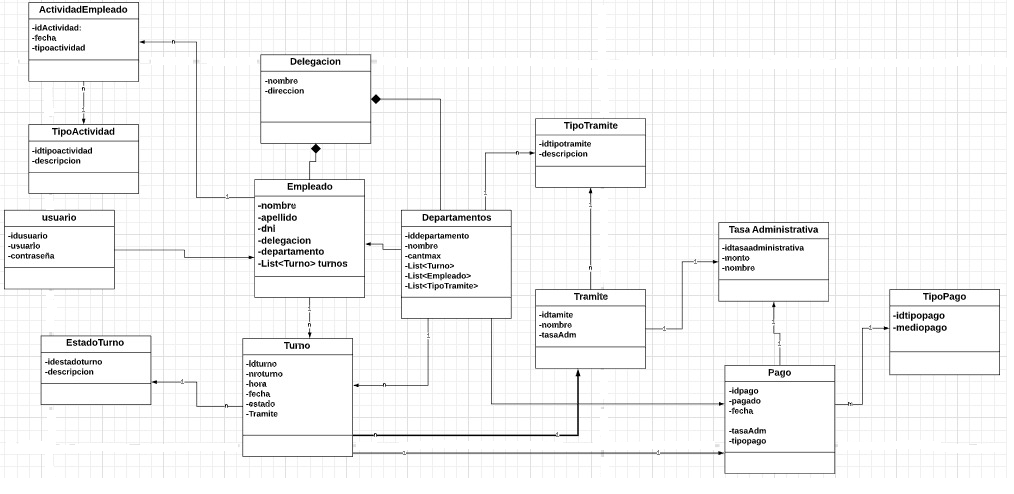 ActividadEmpleado
-idActividad:
-fecha
-tipoactividad
n
n
1
TipoActividad
-idtipoactividad
-descripcion
Delegacion
-nombre
-direccion
TipoTramite
-idtipotramite
-descripcion
n
1
1
n
1
Empleado
-nombre
-apellido
-dni
-delegacion
-departamento
-List<Turno> turnos
usuario
-idusuario
-usuario
-contraseña
Departamentos
-iddepartamento
-nombre
-cantmax
-List<Turno>
-List<Empleado>
-List<TipoTramite>
Tasa Administrativa
-idtasaadministrativa
-monto
-nombre
1
1
Tramite
-idtamite
-nombre
-tasaAdm
TipoPago
-idtipopago
-mediopago
1
n
EstadoTurno
-idestadoturno
-descripcion
1
n
Turno
-idturno
-nroturno
-hora
-fecha
-estado
-Tramite
1
n
n
1
1
1
1
Pago
-idpago
-pagado
-fecha
-tasaAdm
-tipopago
1